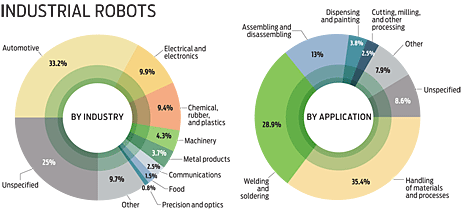 INDUSTRIAL ROBOTS
Automotive
33.2%
Electrical and
electronics
9.9%
9.4%
Chemical,
rubber, and
plastics
4.3%
Machinery
3.7%
Metal products
2.5%
Communications
1.5%
Food
0.8%
Precision and optics
9.7%
Other
25%
Unspecified
BY INDUSTRY
Assembling and
disassembling
13%
Dispensing
and painting
3.8%
Cutting, milling,
and other
processing
2.5%
Other
7.9%
Unspecified
8.6%
35.4%
Handling of
materials and
processes
28.9%
Welding
and
soldering
BY APPLICATION